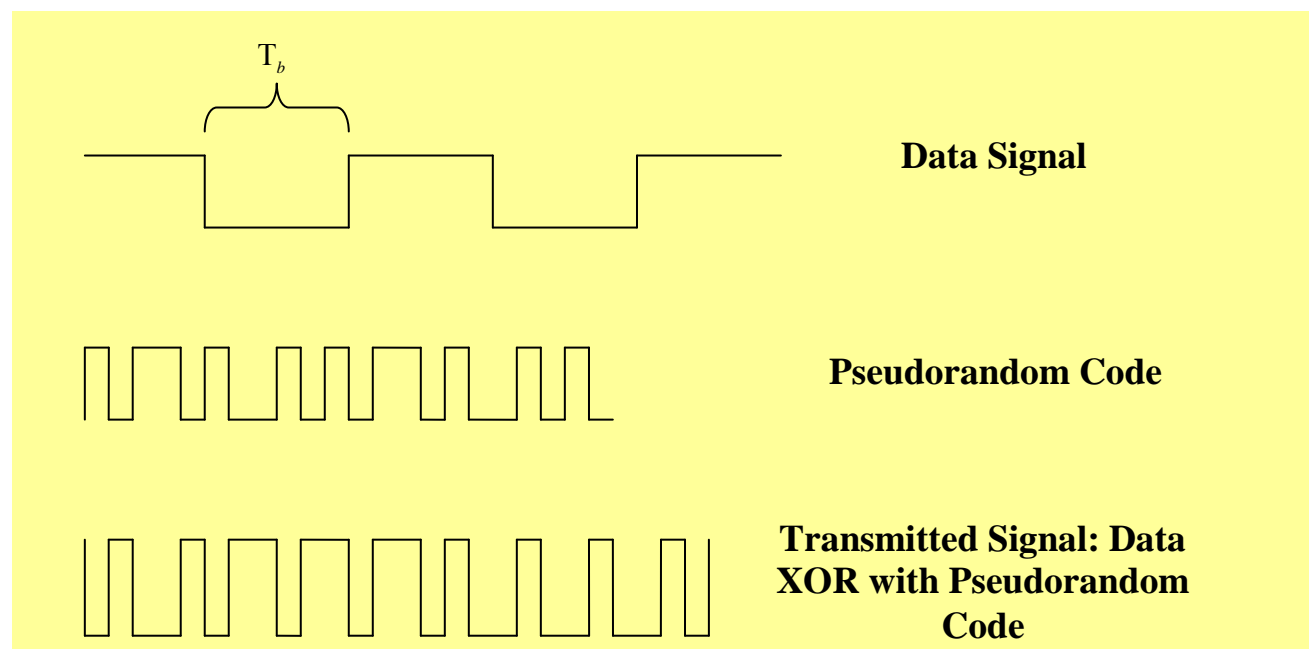 T_b
Data Signal
Pseudorandom Code
Transmitted Signal: Data
XOR with Pseudorandom
Code